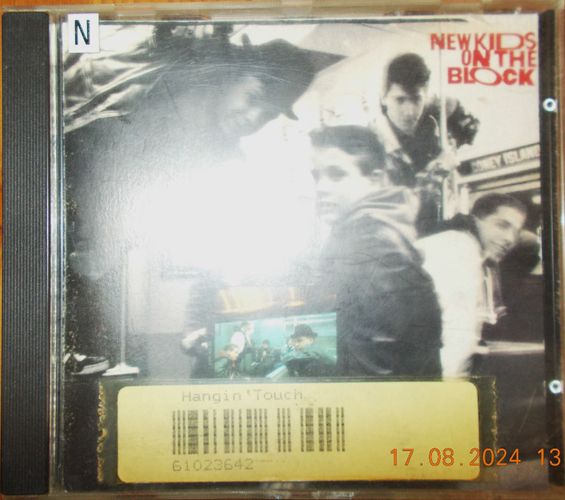 N
NEW KIDS
ON THE
BLOCK
CONEY ISLAND
Hangin'Touch
61023642
17.08.2024 13